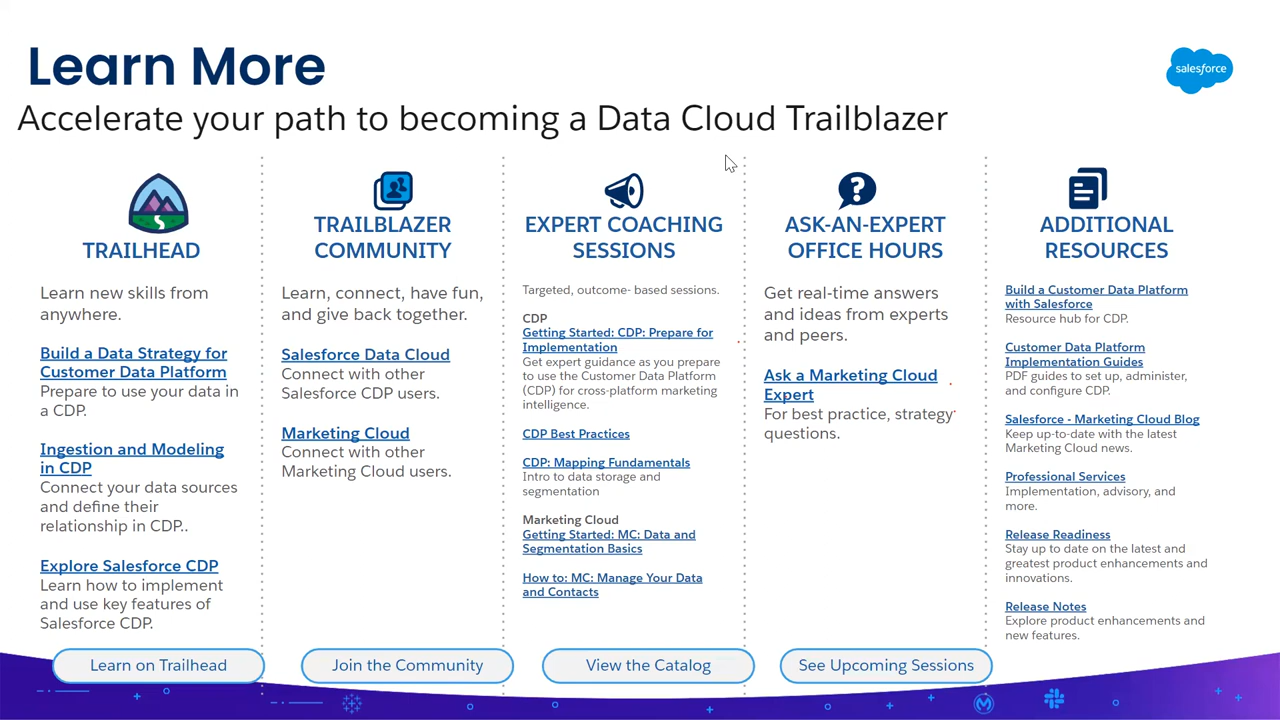 Learn More
salesforce
Accelerate your path to becoming a Data Cloud Trailblazer
TRAILHEAD
Learn new skills from
anywhere.
Build a Data Strategy for
Customer Data Platform
Prepare to use your data in
a CDP.
Ingestion and Modeling
in CDP
Connect your data sources
and define their
relationship in CDP..
Explore Salesforce CDP
Learn how to implement
and use key features of
Salesforce CDP.
Learn on Trailhead
TRAILBLAZER
COMMUNITY
Learn, connect, have fun,
and give back together.
Salesforce Data Cloud
Connect with other
Salesforce CDP users.
Marketing Cloud
Connect with other
Marketing Cloud users.
Join the Community
EXPERT COACHING
SESSIONS
Targeted, outcome- based sessions.
CDP
Getting Started: CDP: Prepare for
Implementation
Get expert guidance as you prepare
to use the Customer Data Platform
(CDP) for cross-platform marketing
intelligence.
CDP Best Practices
CDP: Mapping Fundamentals
Intro to data storage and
segmentation
Marketing Cloud
Getting Started: MC: Data and
Segmentation Basics
How to: MC: Manage Your Data
and Contacts
View the Catalog
ASK-AN-EXPERT
OFFICE HOURS
Get real-time answers
and ideas from experts
and peers.
Ask a Marketing Cloud
Expert
For best practice, strategy
questions.
See Upcoming Sessions
ADDITIONAL
RESOURCES
Build a Customer Data Platform
with Salesforce
Resource hub for CDP.
Customer Data Platform
Implementation Guides
PDF guides to set up, administer,
and configure CDP.
Salesforce - Marketing Cloud Blog
Keep up-to-date with the latest
Marketing Cloud news.
Professional Services
Implementation, advisory, and
more.
Release Readiness
Stay up to date on the latest and
greatest product enhancements and
innovations.
Release Notes
Explore product enhancements and
new features.